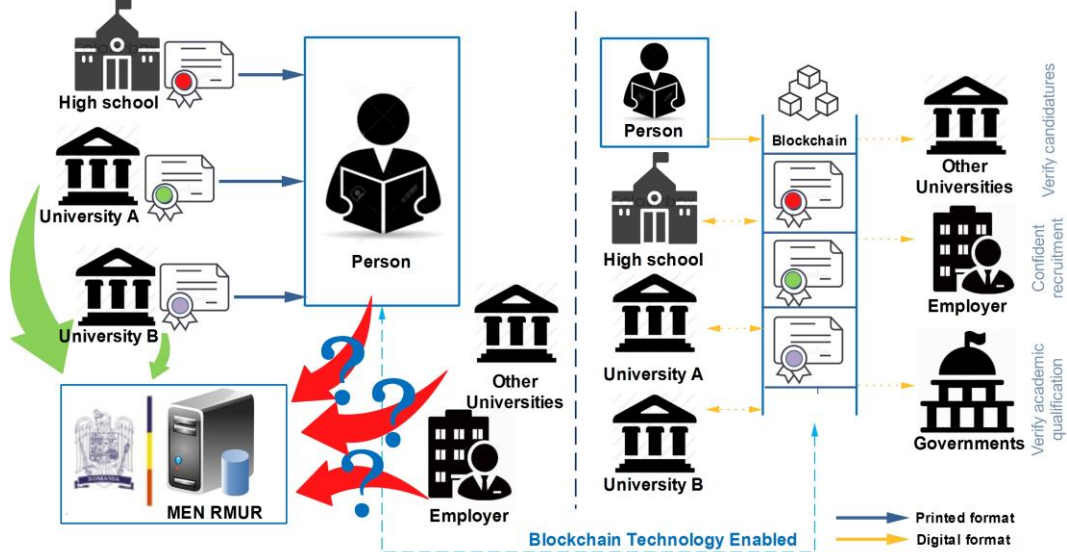 High school
University A
University B
Person
ROMANIA
MEN RMUR
?
?
?
Other
Universities
Employer
Person
Blockchain
High school
University A
University B
Other
Universities
Employer
Governments
Verify candidatures
Confident
recruitment
Verify academic
qualification
Blockchain Technology Enabled
Printed format
Digital format